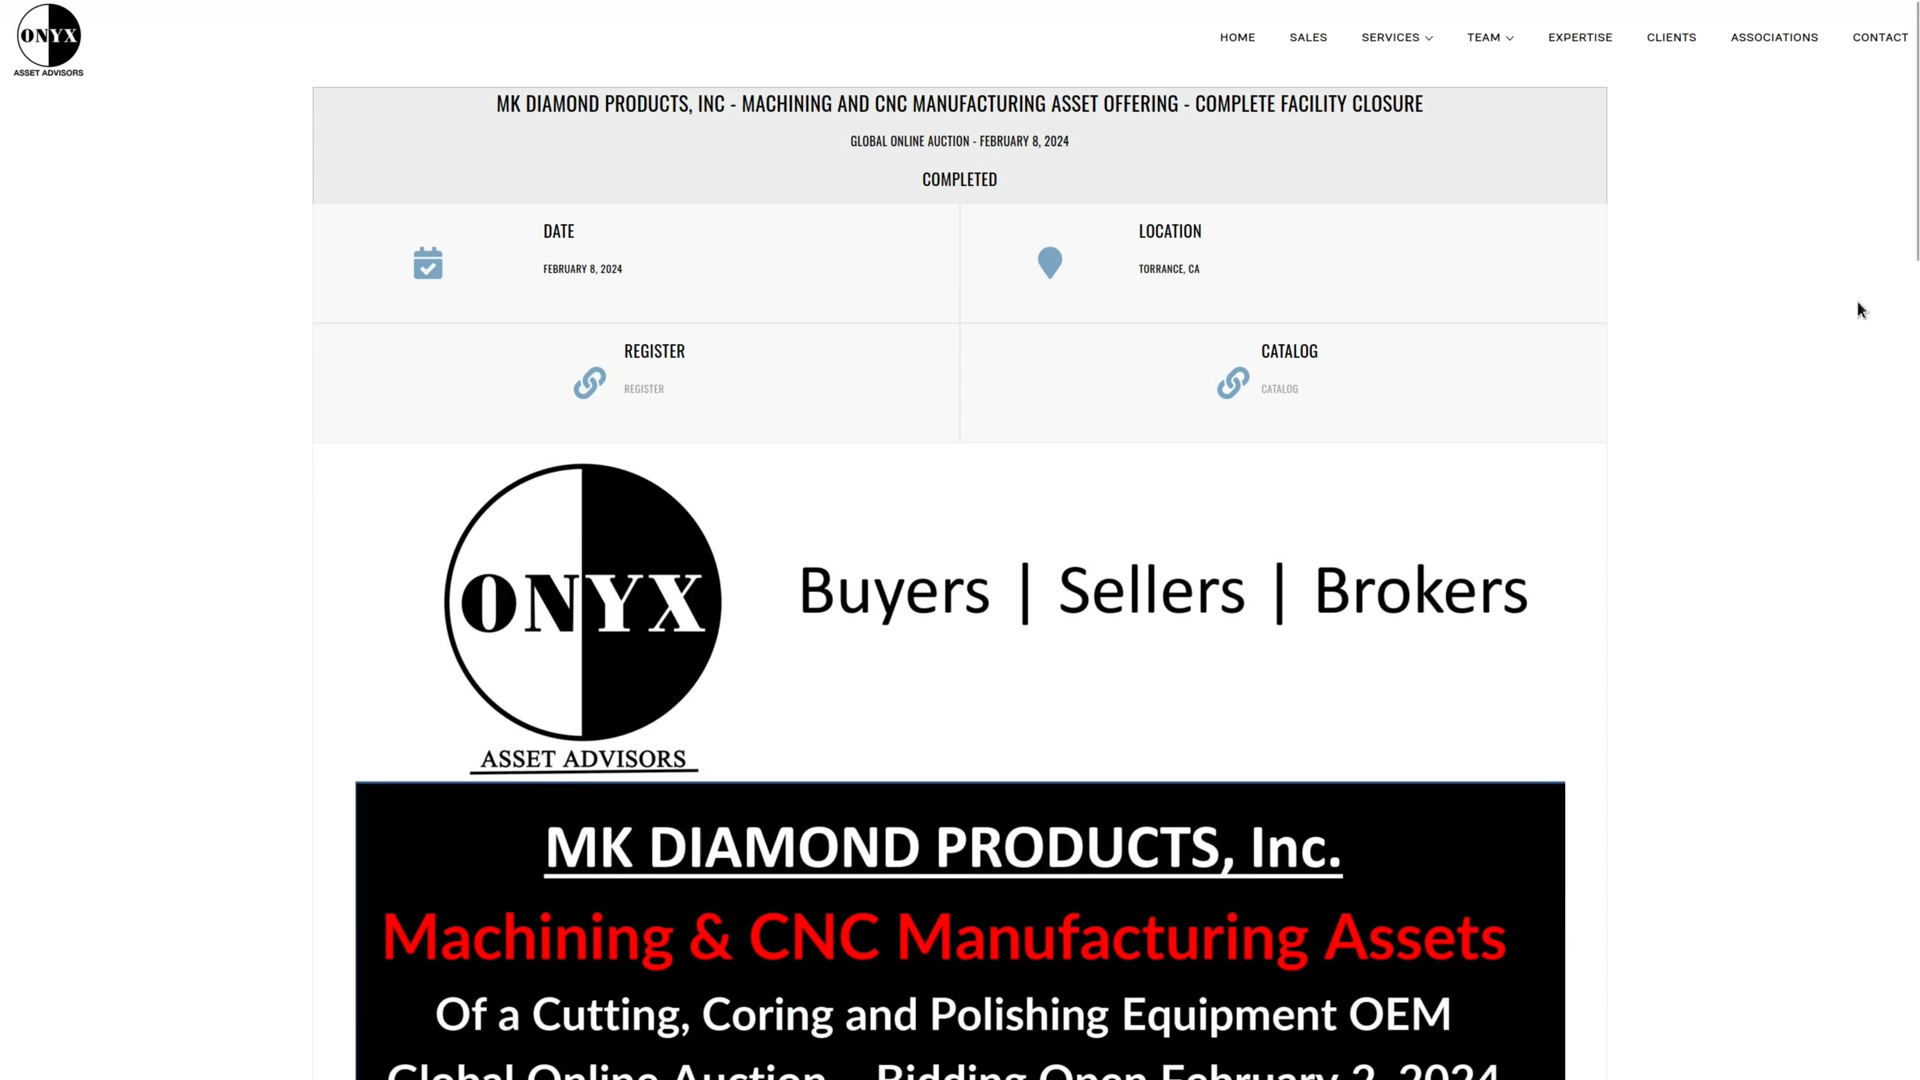 ONYX
ASSET ADVISORS
HOME
SALES
SERVICES
TEAM
EXPERTISE
CLIENTS
ASSOCIATIONS
CONTACT
MK DIAMOND PRODUCTS, INC - MACHINING AND CNC MANUFACTURING ASSET OFFERING - COMPLETE FACILITY CLOSURE
GLOBAL ONLINE AUCTION - FEBRUARY 8, 2024
COMPLETED
DATE
FEBRUARY 8, 2024
LOCATION
TORRANCE, CA
REGISTER
REGISTER
CATALOG
CATALOG
ONYX
ASSET ADVISORS
Buyers | Sellers | Brokers
MK DIAMOND PRODUCTS, Inc.
Machining & CNC Manufacturing Assets
Of a Cutting, Coring and Polishing Equipment OEM
Global Online Auction Bidding Open February 2, 2024